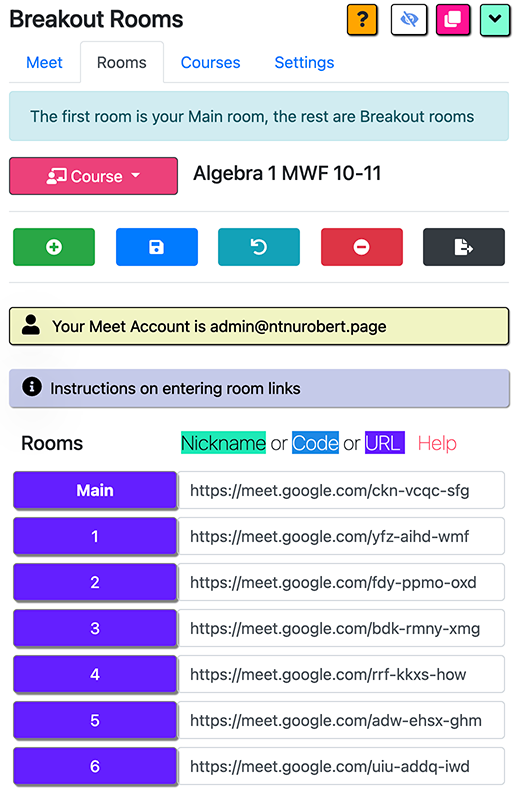 Breakout Rooms
?
Meet Rooms Courses Settings
The first room is your Main room, the rest are Breakout rooms
Course Algebra 1 MWF 10-11
Your Meet Account is admin@ntnurobert.page
Instructions on entering room links
Rooms Nickname or Code or URL Help
Main https://meet.google.com/ckn-vcqc-sfg
1 https://meet.google.com/yfz-aihd-wmf
2 https://meet.google.com/fdy-ppmo-oxd
3 https://meet.google.com/bdk-rmny-xmg
4 https://meet.google.com/rrf-kkxs-how
5 https://meet.google.com/adw-ehsx-ghm
6 https://meet.google.com/uiu-addq-iwd